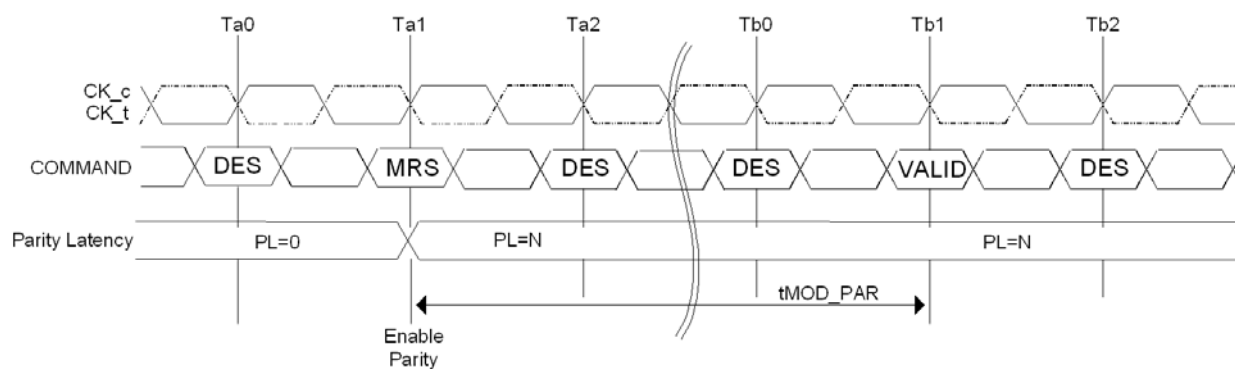 Ta0 Ta1 Ta2 Tb0 Tb1 Tb2
CK_c
CK_t
COMMAND DES MRS DES DES VALID DES
Parity Latency PL=0 PL=N PL=N
tMOD_PAR
Enable
Parity